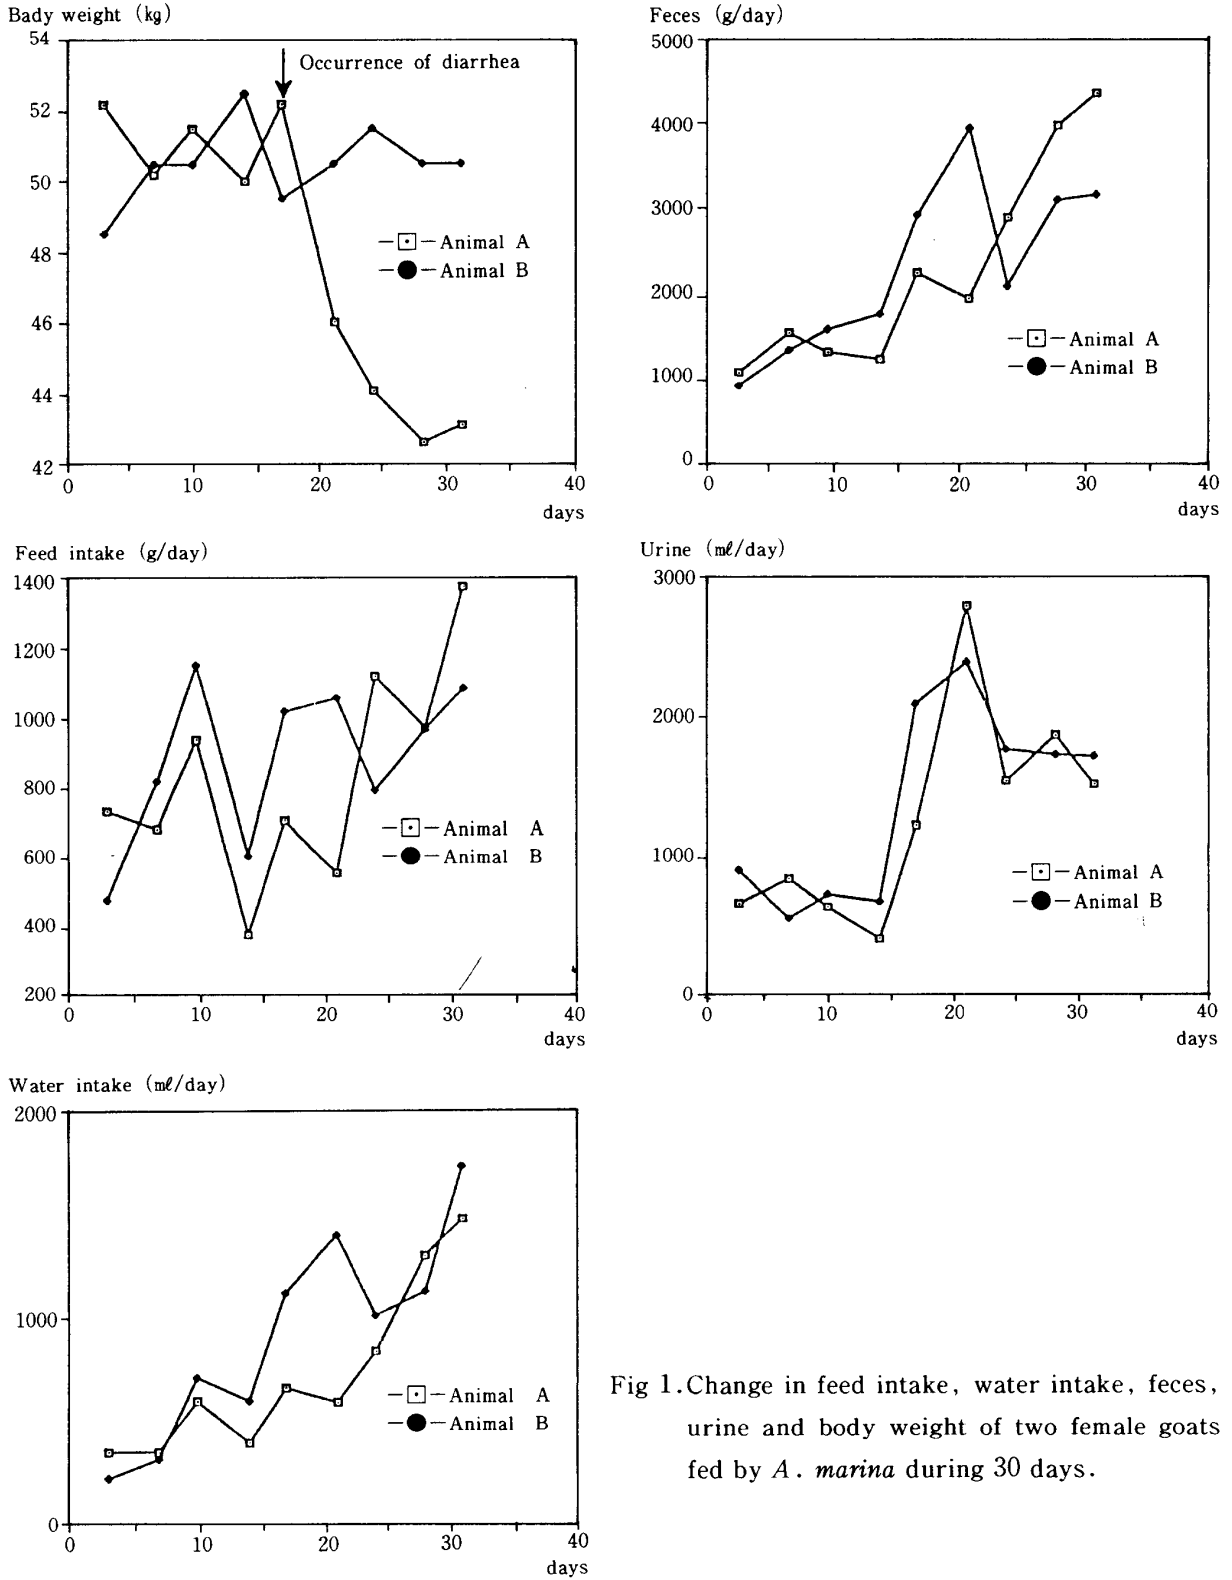 Bady weight (kg)
54
52
50
48
46
44
42
0 10 20 30 40
days
Occurrence of diarrhea
Animal A
Animal B
Feces (g/day)
5000
4000
3000
2000
1000
0
0 10 20 30 40
days
Animal A
Animal B
Feed intake (g/day)
1400
1200
1000
800
600
400
200
0 10 20 30 40
days
Animal A
Animal B
Urine (mℓ/day)
3000
2000
1000
0
0 10 20 30 40
days
Animal A
Animal B
Water intake (mℓ/day)
2000
1000
0
0 10 20 30 40
days
Animal A
Animal B
Fig 1. Change in feed intake, water intake, feces,
urine and body weight of two female goats
fed by A. marina during 30 days.